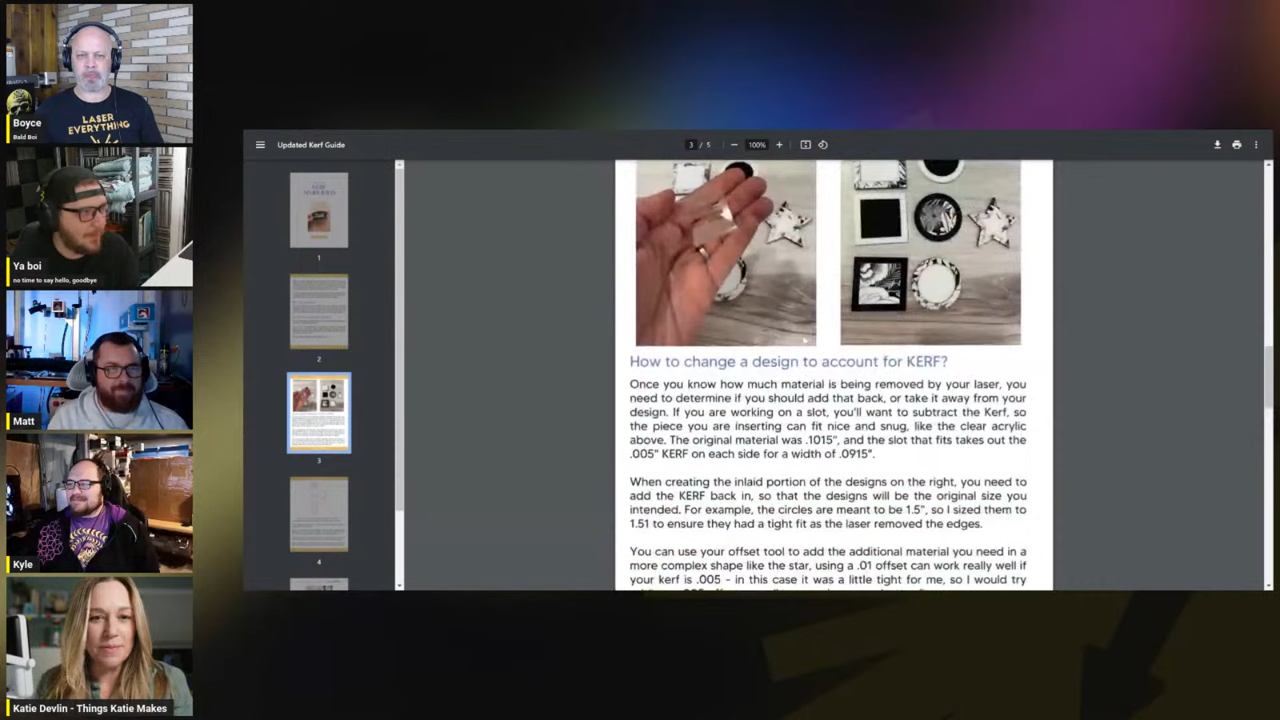 LASER
EVERYTHING
Boyce
Bald Boi
Ya boi
no time to say hello, goodbye
Matt
Kyle
Katie Devlin - Things Katie Makes
Updated Kerf Guide
3 / 5
100%
1
2
3
4
How to change a design to account for KERF?
Once you know how much material is being removed by your laser, you
need to determine if you should add that back, or take it away from your
design. If you are working on a slot, you'll want to subtract the Kerf, so
the piece you are inserting can fit nice and snug, like the clear acrylic
above. The original material was .1015", and the slot that fits takes out the
.005" KERF on each side for a width of .0915".
When creating the inlaid portion of the designs on the right, you need to
add the KERF back in, so that the designs will be the original size you
intended. For example, the circles are meant to be 1.5", so I sized them to
1.51 to ensure they had a tight fit as the laser removed the edges.
You can use your offset tool to add the additional material you need in a
more complex shape like the star, using a .01 offset can work really well if
your kerf is .005 - in this case it was a little tight for me, so I would try